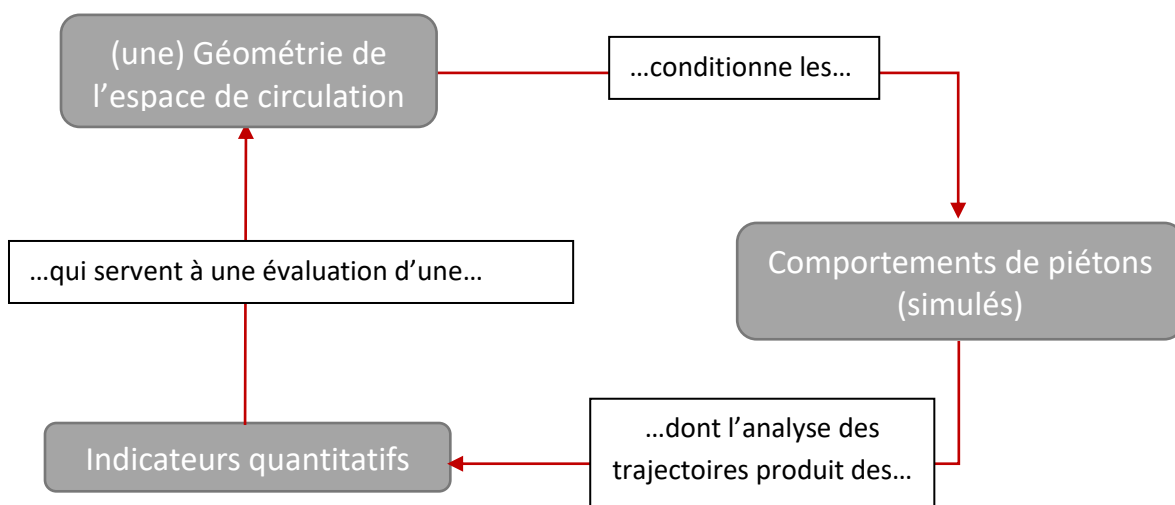 (une) Géométrie de
l’espace de circulation
…conditionne les…
Comportements de piétons
(simulés)
…dont l’analyse des
trajectoires produit des…
Indicateurs quantitatifs
…qui servent à une évaluation d’une…